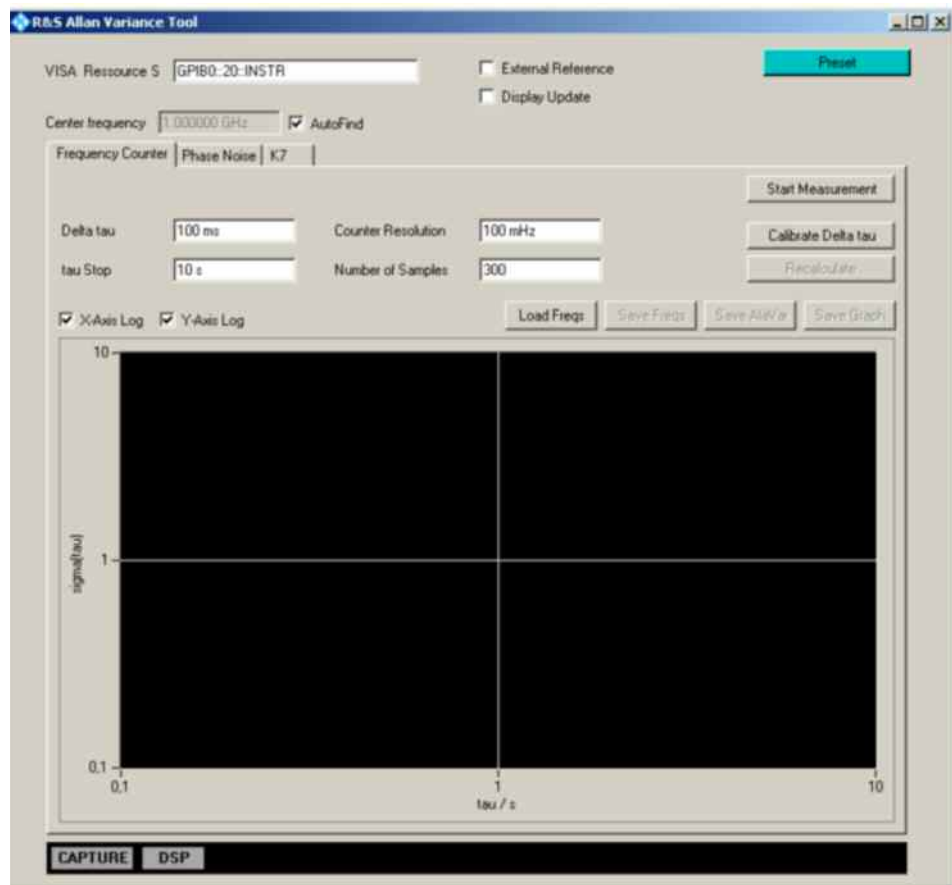 R&S Allan Variance Tool
VISA Ressource S GPIB0::20::INSTR External Reference Preset
Display Update
Center frequency 1.000000 GHz AutoFind
Frequency Counter Phase Noise K7
Start Measurement
Delta tau 100 ms Counter Resolution 100 mHz Calibrate Delta tau
tau Stop 10 s Number of Samples 300 Recalculate
X-Axis Log Y-Axis Log Load Freqs Save Freqs Save AlaVar Save Graph
10
sigma(tau)
1
0,1
0,1 1 10
tau / s
CAPTURE DSP